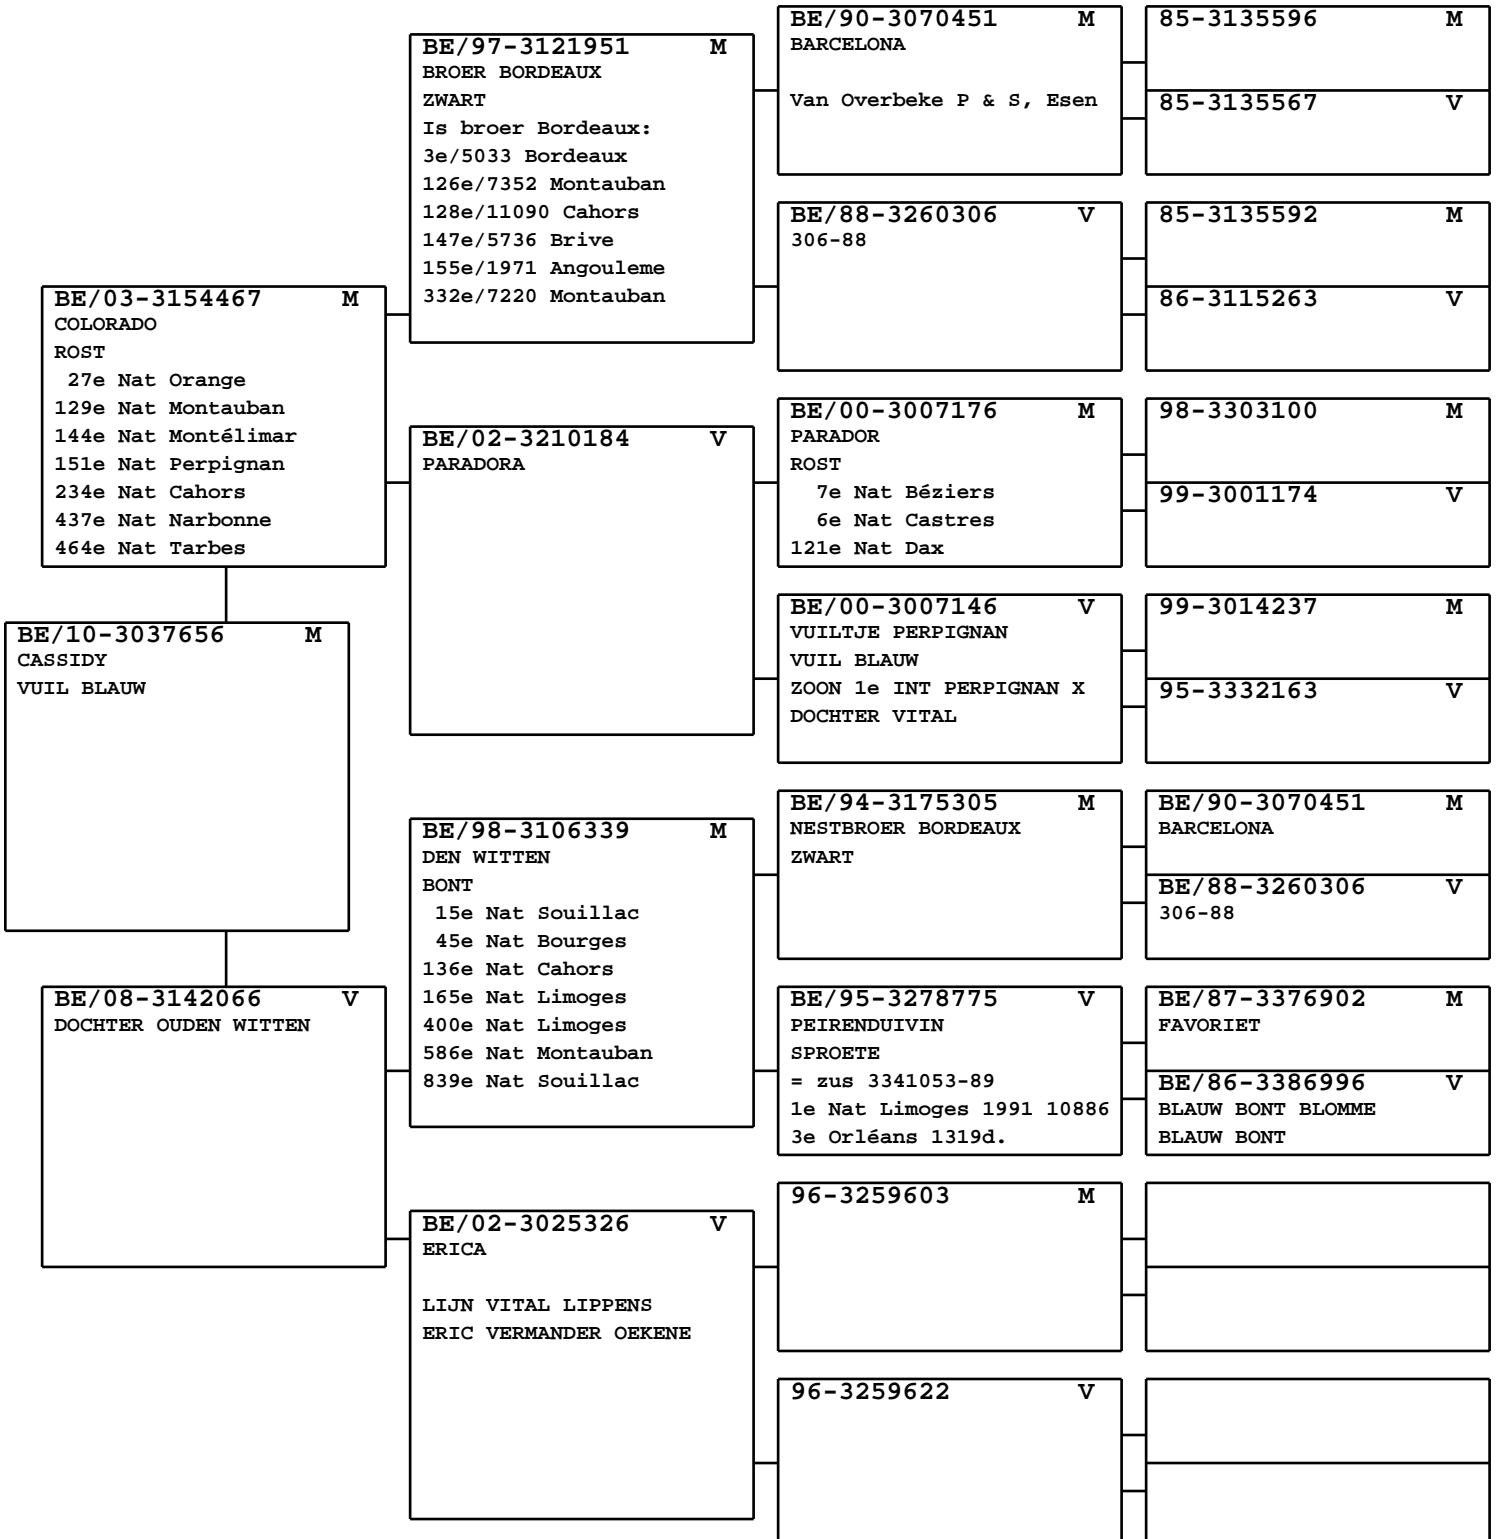 BE/10-3037656 M
CASSIDY
VUIL BLAUW
BE/03-3154467 M
COLORADO
ROST
27e Nat Orange
129e Nat Montauban
144e Nat Montélimar
151e Nat Perpignan
234e Nat Cahors
437e Nat Narbonne
464e Nat Tarbes
BE/08-3142066 V
DOCHTER OUDEN WITTEN
BE/97-3121951 M
BROER BORDEAUX
ZWART
Is broer Bordeaux:
3e/5033 Bordeaux
126e/7352 Montauban
128e/11090 Cahors
147e/5736 Brive
155e/1971 Angouleme
332e/7220 Montauban
BE/02-3210184 V
PARADORA
BE/98-3106339 M
DEN WITTEN
BONT
15e Nat Souillac
45e Nat Bourges
136e Nat Cahors
165e Nat Limoges
400e Nat Limoges
586e Nat Montauban
839e Nat Souillac
BE/02-3025326 V
ERICA
LIJN VITAL LIPPENS
ERIC VERMANDER OEKENE
BE/90-3070451 M
BARCELONA
Van Overbeke P & S, Esen
BE/88-3260306 V
306-88
BE/00-3007176 M
PARADOR
ROST
7e Nat Béziers
6e Nat Castres
121e Nat Dax
BE/00-3007146 V
VUILTJE PERPIGNAN
VUIL BLAUW
ZOON 1e INT PERPIGNAN X
DOCHTER VITAL
BE/94-3175305 M
NESTBROER BORDEAUX
ZWART
BE/95-3278775 V
PEIRENDUIVIN
SPROETE
= zus 3341053-89
1e Nat Limoges 1991 10886
3e Orléans 1319d.
96-3259603 M
96-3259622 V
85-3135596 M
85-3135567 V
85-3135592 M
86-3115263 V
98-3303100 M
99-3001174 V
99-3014237 M
95-3332163 V
BE/90-3070451 M
BARCELONA
BE/88-3260306 V
306-88
BE/87-3376902 M
FAVORIET
BE/86-3386996 V
BLAUW BONT BLOMME
BLAUW BONT